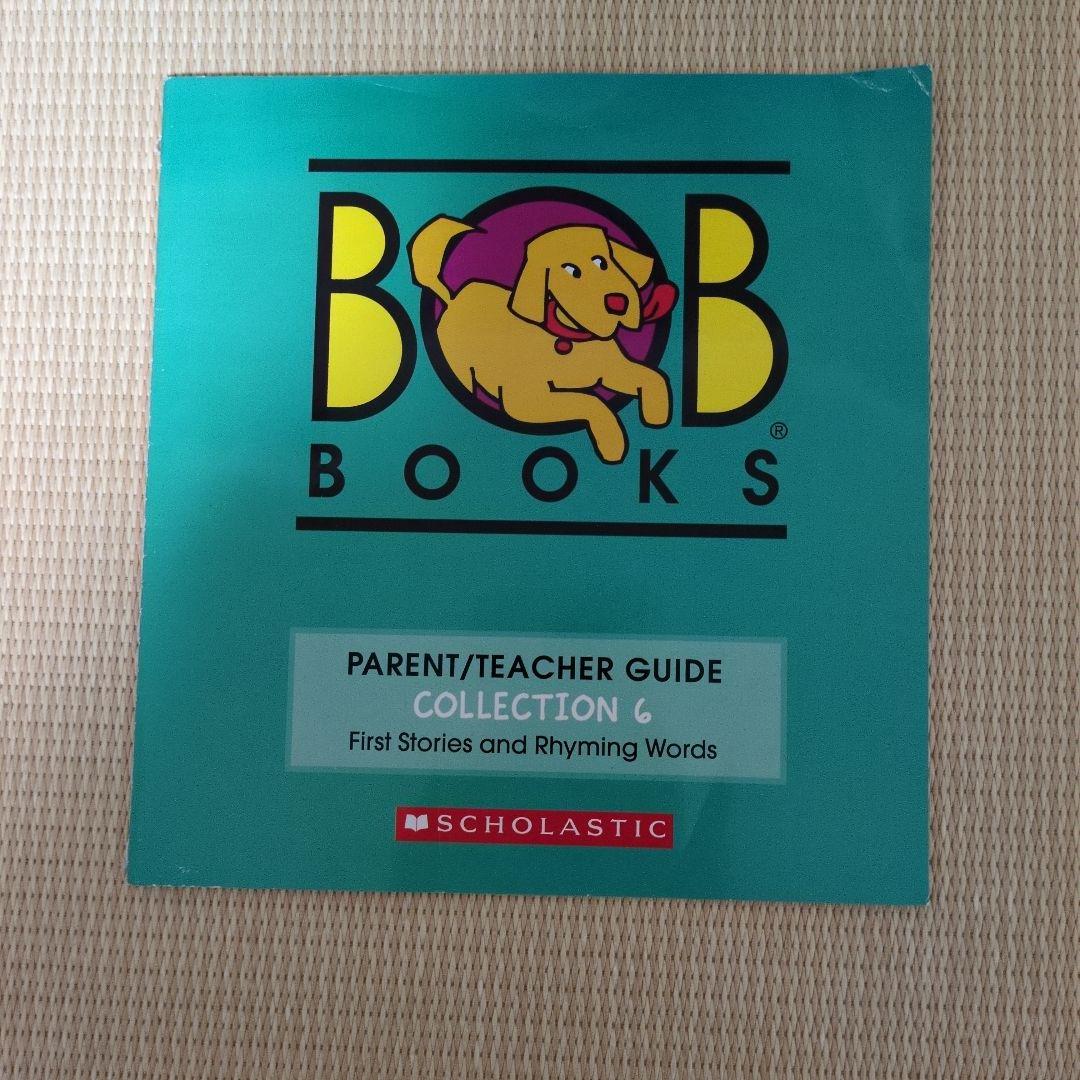 BOB
BOOKS®
PARENT/TEACHER GUIDE
COLLECTION 6
First Stories and Rhyming Words
SCHOLASTIC